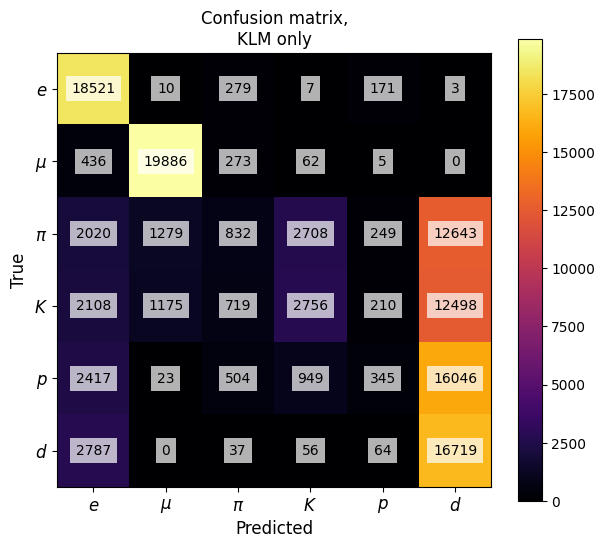 Confusion matrix,
KLM only
e 18521 10 279 7 171 3
μ 436 19886 273 62 5 0
π 2020 1279 832 2708 249 12643
K 2108 1175 719 2756 210 12498
p 2417 23 504 949 345 16046
d 2787 0 37 56 64 16719
e μ π K p d
True
Predicted
17500
15000
12500
10000
7500
5000
2500
0